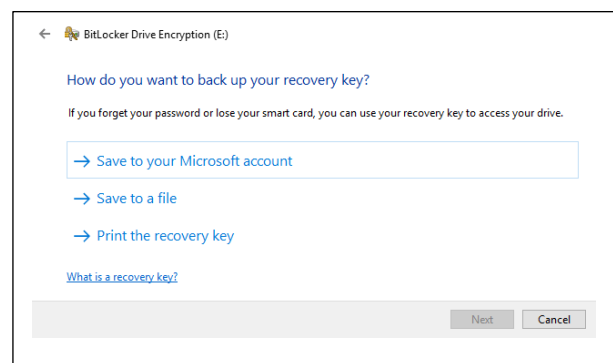 BitLocker Drive Encryption (E:)
How do you want to back up your recovery key?
If you forget your password or lose your smart card, you can use your recovery key to access your drive.
Save to your Microsoft account
Save to a file
Print the recovery key
What is a recovery key?
Next Cancel